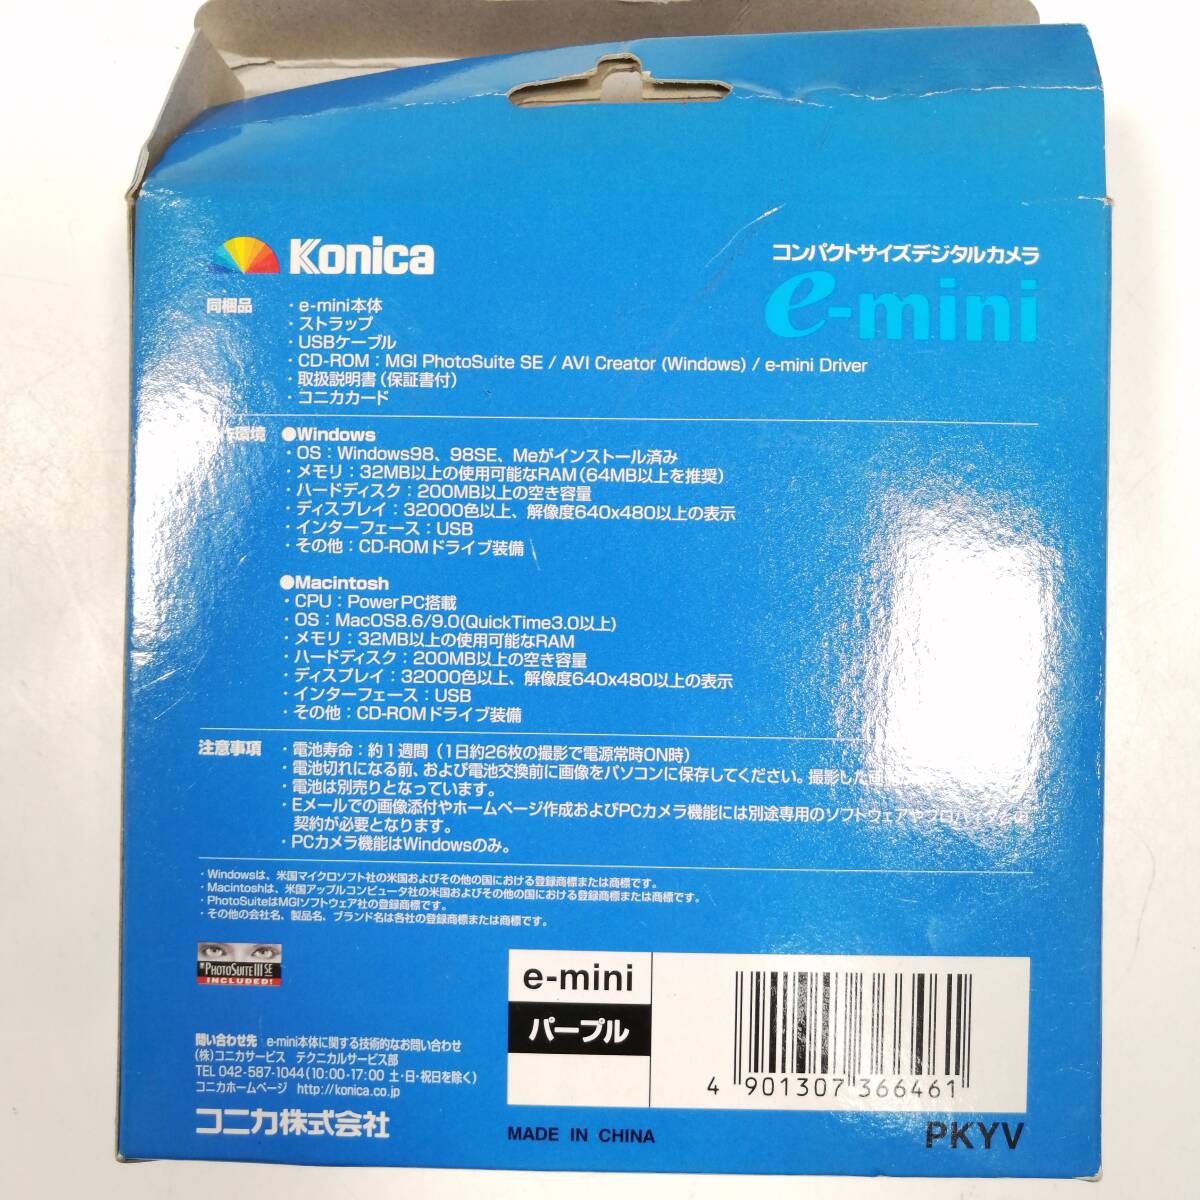 Konica
コンパクトサイズデジタルカメラ
e-mini
同梱品
・e-mini本体
・ストラップ
・USBケーブル
・CD-ROM：MGI PhotoSuite SE / AVI Creator (Windows) / e-mini Driver
・取扱説明書（保証書付）
・コニカカード
作環境 ●Windows
・OS：Windows98、98SE、Meがインストール済み
・メモリ：32MB以上の使用可能なRAM（64MB以上を推奨）
・ハードディスク：200MB以上の空き容量
・ディスプレイ：32000色以上、解像度640x480以上の表示
・インターフェース：USB
・その他：CD-ROMドライブ装備
●Macintosh
・CPU：PowerPC搭載
・OS：MacOS8.6/9.0(QuickTime3.0以上)
・メモリ：32MB以上の使用可能なRAM
・ハードディスク：200MB以上の空き容量
・ディスプレイ：32000色以上、解像度640x480以上の表示
・インターフェース：USB
・その他：CD-ROMドライブ装備
注意事項 ・電池寿命：約1週間（1日約26枚の撮影で電源常時ON時）
・電池切れになる前、および電池交換前に画像をパソコンに保存してください。撮影した
・電池は別売りとなっています。
・Eメールでの画像添付やホームページ作成およびPCカメラ機能には別途専用のソフトウェアやプロバイダとの
契約が必要となります。
・PCカメラ機能はWindowsのみ。
・Windowsは、米国マイクロソフト社の米国およびその他の国における登録商標または商標です。
・Macintoshは、米国アップルコンピュータ社の米国およびその他の国における登録商標または商標です。
・PhotoSuiteはMGIソフトウェア社の登録商標です。
・その他の会社名、製品名、ブランド名は各社の登録商標または商標です。
PHOTOSUITE III SE
INCLUDED!
e-mini
パープル
4 901307 366461
問い合わせ先 e-mini本体に関する技術的なお問い合わせ
(株)コニカサービス テクニカルサービス部
TEL 042-587-1044(10:00-17:00 土・日・祝日を除く)
コニカホームページ http://konica.co.jp
コニカ株式会社
MADE IN CHINA
PKYV